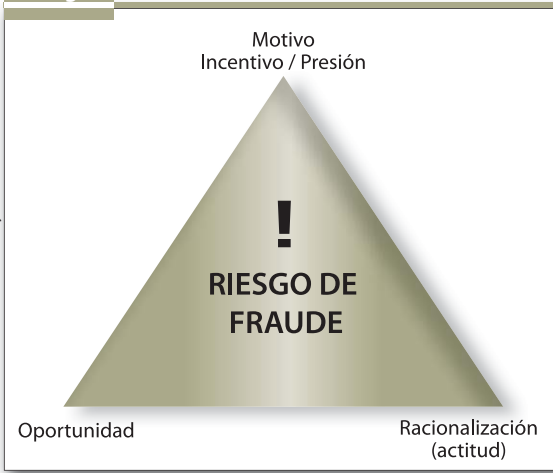 Motivo
Incentivo / Presión
!
RIESGO DE
FRAUDE
Oportunidad
Racionalización
(actitud)